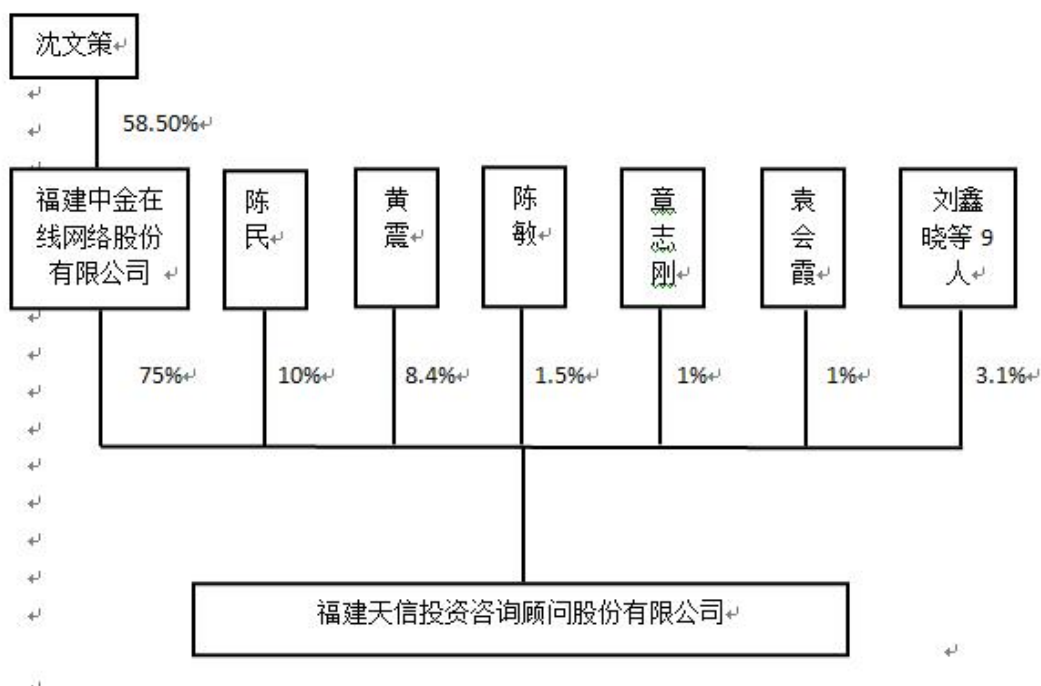 沈文策
58.50%
福建中金在
线网络股份
有限公司
陈
民
黄
震
陈
敏
章
志
刚
袁
会
霞
刘鑫
晓等 9
人
75%
10%
8.4%
1.5%
1%
1%
3.1%
福建天信投资咨询顾问股份有限公司